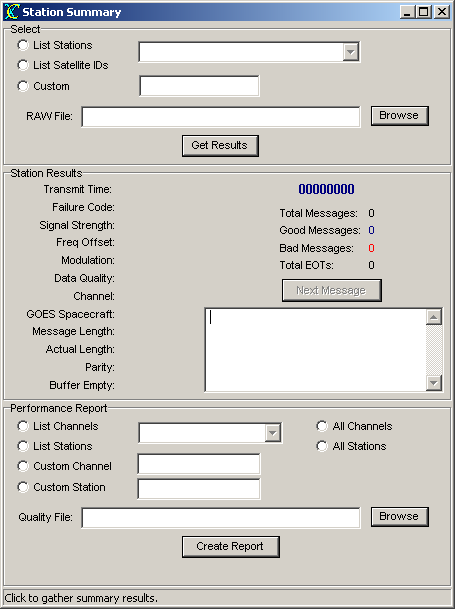 Station Summary
Select
List Stations
List Satellite IDs
Custom
RAW File: Browse
Get Results
Station Results
Transmit Time: 00000000
Failure Code:
Total Messages: 0
Signal Strength:
Good Messages: 0
Freq Offset:
Bad Messages: 0
Modulation:
Total EOTs: 0
Data Quality:
Next Message
Channel:
GOES Spacecraft:
Message Length:
Actual Length:
Parity:
Buffer Empty:
Performance Report
List Channels All Channels
List Stations All Stations
Custom Channel
Custom Station
Quality File: Browse
Create Report
Click to gather summary results.